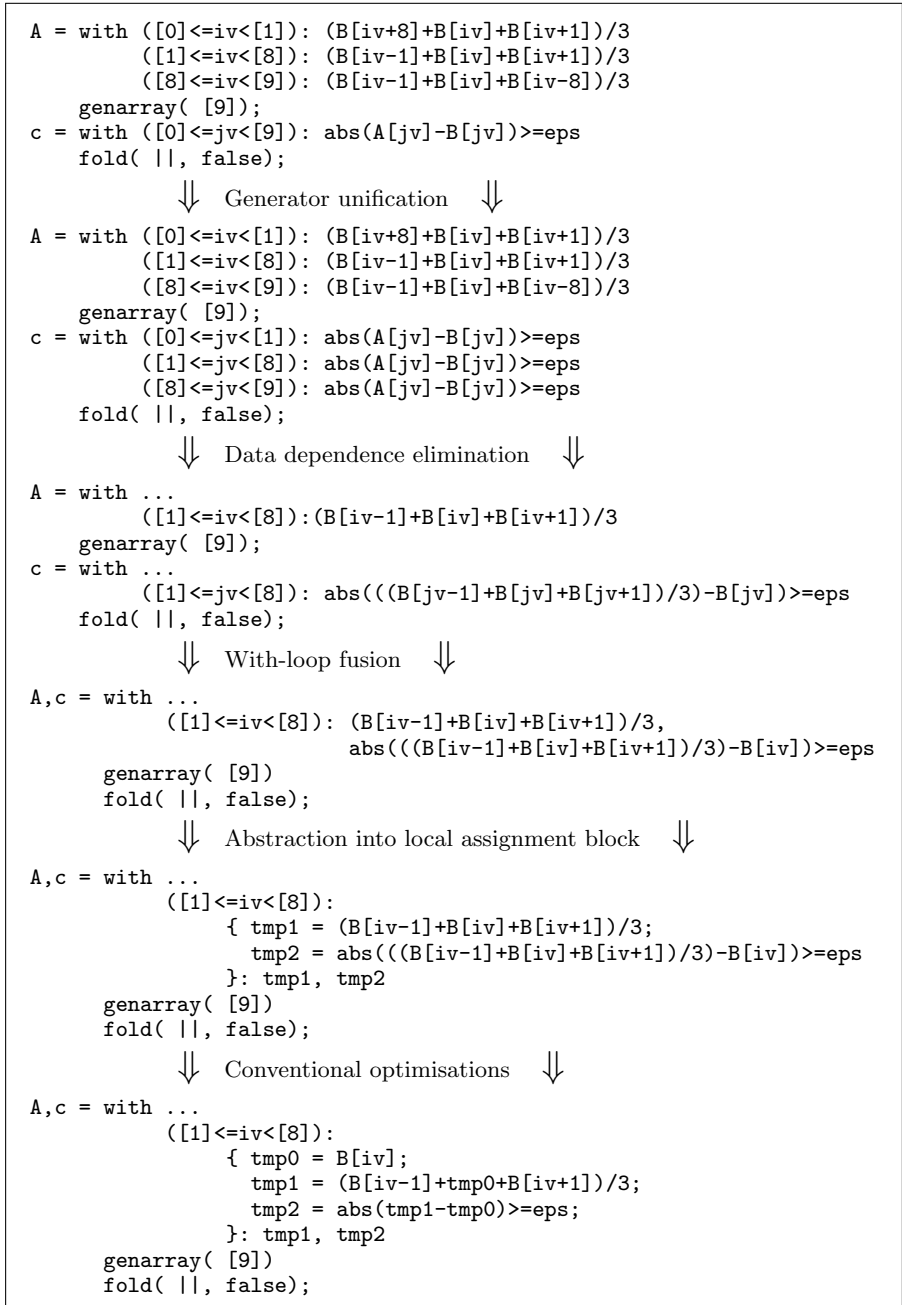 A = with ([0]<=iv<[1]): (B[iv+8]+B[iv]+B[iv+1])/3
([1]<=iv<[8]): (B[iv-1]+B[iv]+B[iv+1])/3
([8]<=iv<[9]): (B[iv-1]+B[iv]+B[iv-8])/3
genarray( [9]);
c = with ([0]<=jv<[9]): abs(A[jv]-B[jv])>=eps
fold( ||, false);
⇓ Generator unification ⇓
A = with ([0]<=iv<[1]): (B[iv+8]+B[iv]+B[iv+1])/3
([1]<=iv<[8]): (B[iv-1]+B[iv]+B[iv+1])/3
([8]<=iv<[9]): (B[iv-1]+B[iv]+B[iv-8])/3
genarray( [9]);
c = with ([0]<=jv<[1]): abs(A[jv]-B[jv])>=eps
([1]<=jv<[8]): abs(A[jv]-B[jv])>=eps
([8]<=jv<[9]): abs(A[jv]-B[jv])>=eps
fold( ||, false);
⇓ Data dependence elimination ⇓
A = with ...
([1]<=iv<[8]):(B[iv-1]+B[iv]+B[iv+1])/3
genarray( [9]);
c = with ...
([1]<=jv<[8]): abs(((B[jv-1]+B[jv]+B[jv+1])/3)-B[jv])>=eps
fold( ||, false);
⇓ With-loop fusion ⇓
A,c = with ...
([1]<=iv<[8]): (B[iv-1]+B[iv]+B[iv+1])/3,
abs(((B[iv-1]+B[iv]+B[iv+1])/3)-B[iv])>=eps
genarray( [9])
fold( ||, false);
⇓ Abstraction into local assignment block ⇓
A,c = with ...
([1]<=iv<[8]):
{ tmp1 = (B[iv-1]+B[iv]+B[iv+1])/3;
tmp2 = abs(((B[iv-1]+B[iv]+B[iv+1])/3)-B[iv])>=eps
}: tmp1, tmp2
genarray( [9])
fold( ||, false);
⇓ Conventional optimisations ⇓
A,c = with ...
([1]<=iv<[8]):
{ tmp0 = B[iv];
tmp1 = (B[iv-1]+tmp0+B[iv+1])/3;
tmp2 = abs(tmp1-tmp0)>=eps;
}: tmp1, tmp2
genarray( [9])
fold( ||, false);